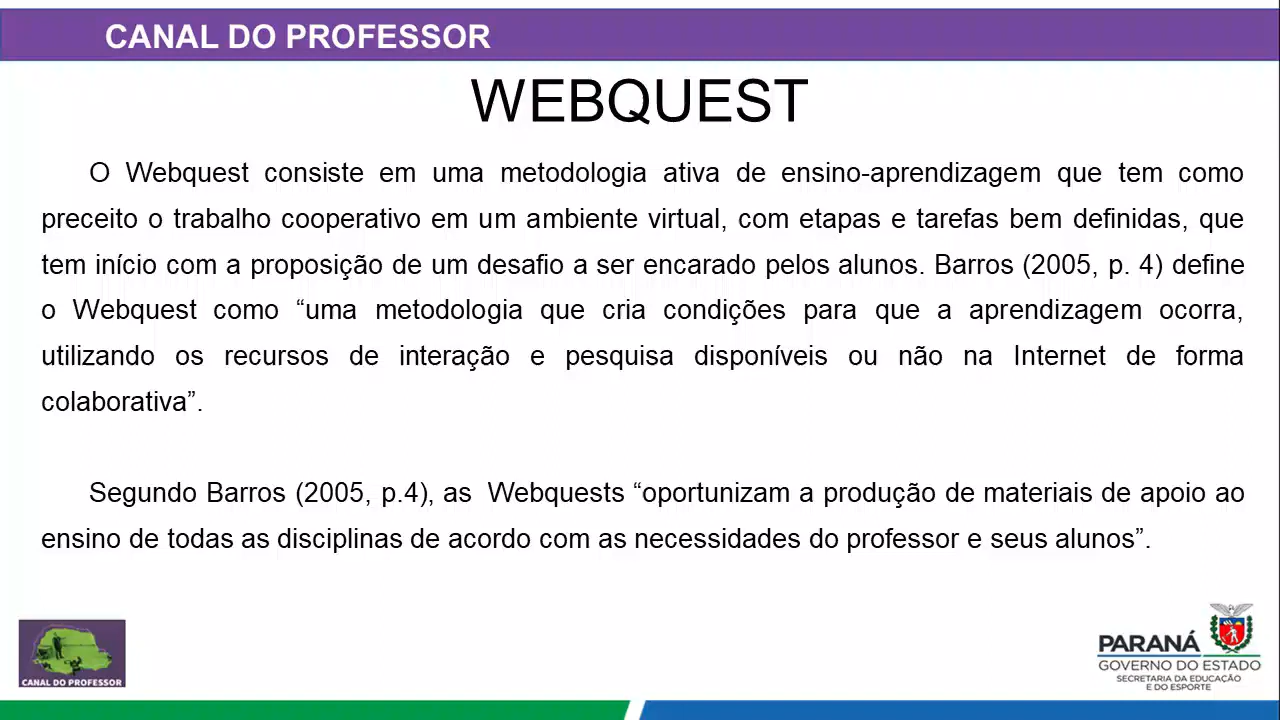 CANAL DO PROFESSOR
WEBQUEST
O Webquest consiste em uma metodologia ativa de ensino-aprendizagem que tem como
preceito o trabalho cooperativo em um ambiente virtual, com etapas e tarefas bem definidas, que
tem início com a proposição de um desafio a ser encarado pelos alunos. Barros (2005, p. 4) define
o Webquest como “uma metodologia que cria condições para que a aprendizagem ocorra,
utilizando os recursos de interação e pesquisa disponíveis ou não na Internet de forma
colaborativa”.
Segundo Barros (2005, p.4), as Webquests “oportunizam a produção de materiais de apoio ao
ensino de todas as disciplinas de acordo com as necessidades do professor e seus alunos”.
CANAL DO PROFESSOR
PARANÁ
GOVERNO DO ESTADO
SECRETARIA DA EDUCAÇÃO
E DO ESPORTE